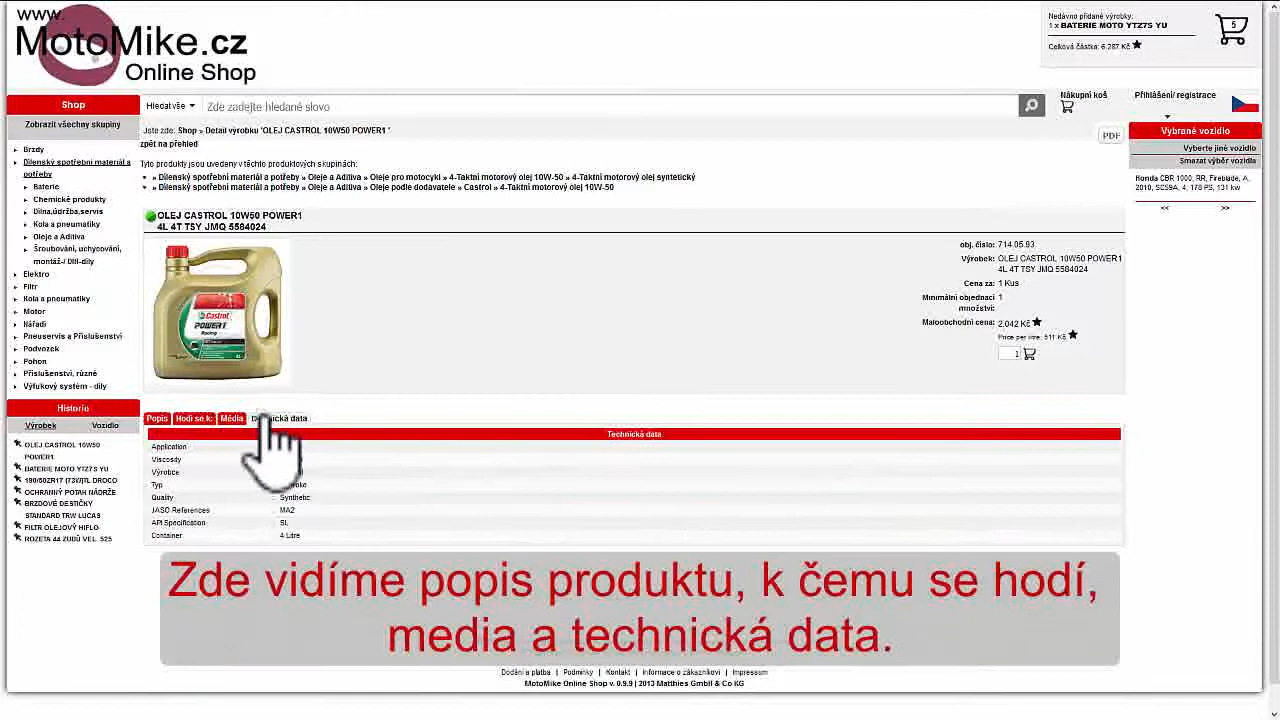 www.
MotoMike.cz
Online Shop
Nedávno přidané výrobky:
1 x BATERIE MOTO YTZ7S YU
Celková částka: 6.287 Kč
5
Shop
Zobrazit všechny skupiny
Hledat vše
Zde zadejte hledané slovo
Nákupní koš
Přihlášení/ registrace
Jste zde: Shop » Detail výrobku 'OLEJ CASTROL 10W50 POWER1 '
zpět na přehled
PDF
Vybrané vozidlo
Vyberte jiné vozidlo
Smazat výběr vozidla
Honda CBR 1000, RR, Fireblade, A,
2010, SC59A, 4, 178 PS, 131 kw
<<
>>
Brzdy
Dílenský spotřební materiál a
potřeby
Baterie
Chemické produkty
Dílna,údržba,servis
Kola a pneumatiky
Oleje a Aditiva
Šroubování, uchycování,
montáž-/ DIII-díly
Elektro
Filtr
Kola a pneumatiky
Motor
Nářadí
Pneuservis a Příslušenství
Podvozek
Pohon
Příslušenství, různé
Výfukový systém - díly
Tyto produkty jsou uvedeny v těchto produktových skupinách:
» Dílenský spotřební materiál a potřeby » Oleje a Aditiva » Oleje pro motocykl » 4-Taktní motorový olej 10W-50 » 4-Taktní motorový olej syntetický
» Dílenský spotřební materiál a potřeby » Oleje a Aditiva » Oleje podle dodavatele » Castrol » 4-Taktní motorový olej 10W-50
OLEJ CASTROL 10W50 POWER1
4L 4T TSY JMQ 5584024
Castrol
POWER1
Racing
obj. číslo: 714.05.93
Výrobek: OLEJ CASTROL 10W50 POWER1
4L 4T TSY JMQ 5584024
Cena za: 1 Kus
Minimální objednací 1
množství:
Maloobchodní cena: 2.042 Kč
Price per litre: 511 Kč
1
Historie
Výrobek
Vozidlo
OLEJ CASTROL 10W50
POWER1
BATERIE MOTO YTZ7S YU
190/50ZR17 (73W)TL DROCO
OCHRANNÝ POTAH NÁDRŽE
BRZDOVÉ DESTIČKY
STANDARD TRW LUCAS
FILTR OLEJOVÝ HIFLO
ROZETA 44 ZUBŮ VEL. 525
Popis
Hodí se k:
Média
Technická data
Application
Viscosity
Výrobce
Typ
Quality
Synthetic
JASO References
MA2
API Specification
SL
Container
4 Litre
Zde vidíme popis produktu, k čemu se hodí,
media a technická data.
Dodání a platba | Podmínky | Kontakt | Informace o zákaznikovi | Impressum
MotoMike Online Shop v. 0.9.9 | 2013 Matthies GmbH & Co KG